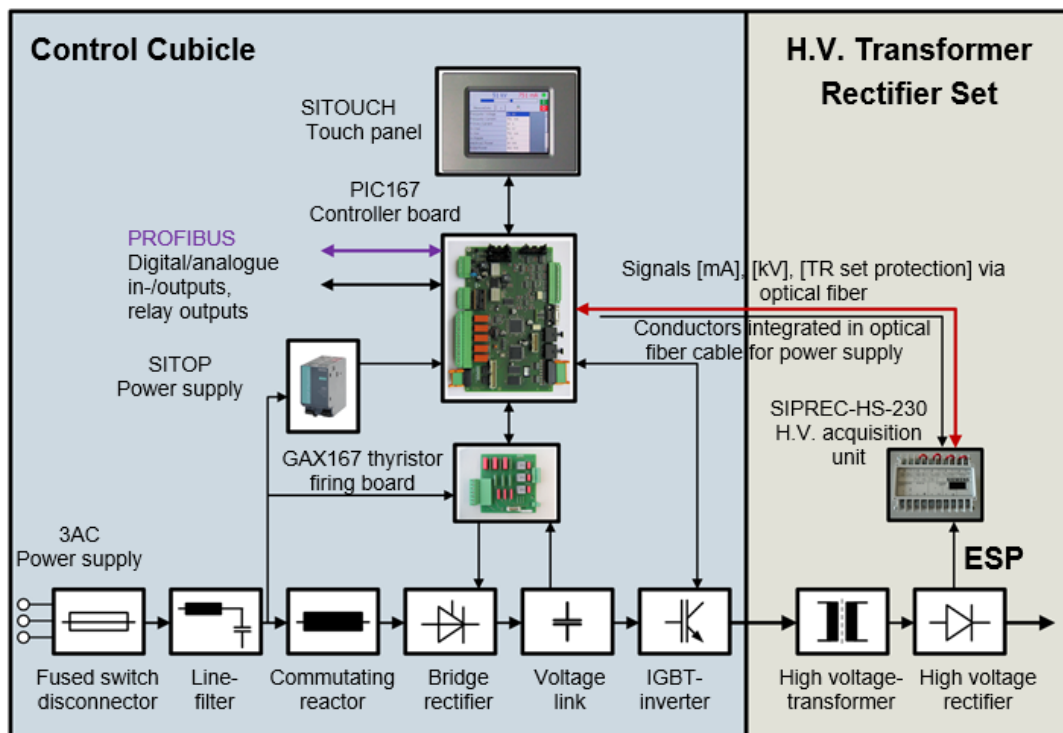 Control Cubicle
H.V. Transformer
Rectifier Set
SITOUCH
Touch panel
PIC167
Controller board
PROFIBUS
Digital/analogue
in-/outputs,
relay outputs
Signals [mA], [kV], [TR set protection] via
optical fiber
Conductors integrated in optical
fiber cable for power supply
SITOP
Power supply
SIPREC-HS-230
H.V. acquisition
unit
GAX167 thyristor
firing board
3AC
Power supply
ESP
Fused switch
disconnector
Line-
filter
Commutating
reactor
Bridge
rectifier
Voltage
link
IGBT-
inverter
High voltage-
transformer
High voltage
rectifier